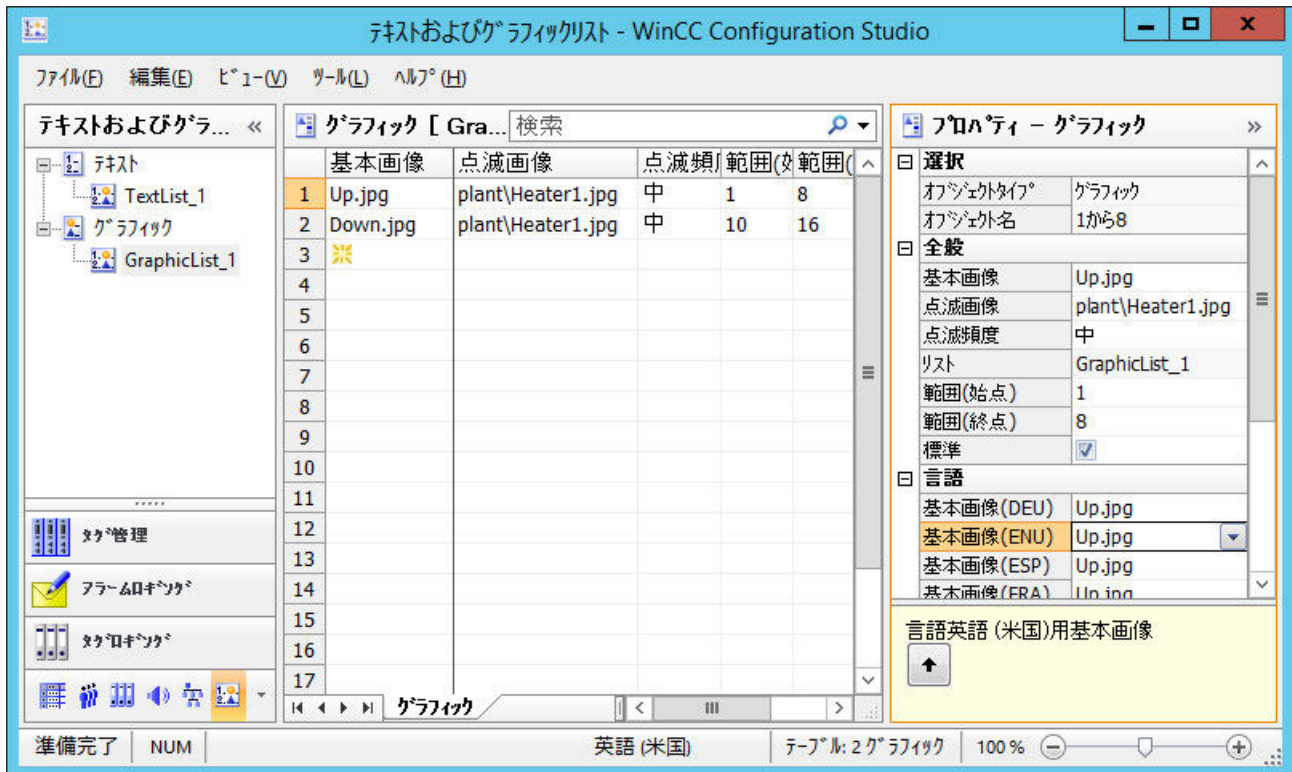 テキストおよびグラフィックリスト - WinCC Configuration Studio
ファイル(F) 編集(E) ビュー(V) ツール(L) ヘルプ(H)
テキストおよびグラ... «
テキスト
TextList_1
グラフィック
GraphicList_1
タグ管理
アラームロギング
タグロギング
グラフィック [ Gra... 検索
基本画像 点滅画像 点滅頻 範囲( 範囲(
1 Up.jpg plant\Heater1.jpg 中 1 8
2 Down.jpg plant\Heater1.jpg 中 10 16
3
4
5
6
7
8
9
10
11
12
13
14
15
16
17
グラフィック
プロパティ - グラフィック »
選択
オブジェクトタイプ グラフィック
オブジェクト名 1から8
全般
基本画像 Up.jpg
点滅画像 plant\Heater1.jpg
点滅頻度 中
リスト GraphicList_1
範囲(始点) 1
範囲(終点) 8
標準
言語
基本画像(DEU) Up.jpg
基本画像(ENU) Up.jpg
基本画像(ESP) Up.jpg
基本画像(FRA) Up.jpg
言語英語 (米国)用基本画像
準備完了 NUM 英語 (米国) テーブル: 2 グラフィック 100 %